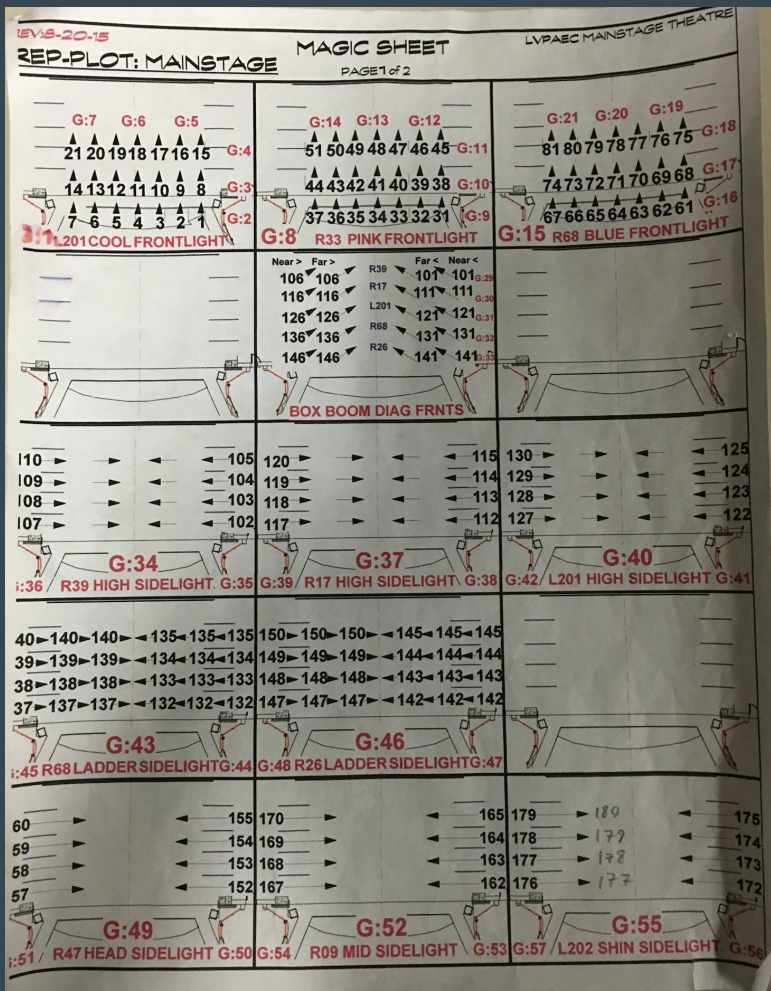 REV:8-20-15
REP-PLOT: MAINSTAGE
MAGIC SHEET
PAGE 1 of 2
LVPAEC MAINSTAGE THEATRE
G:7 G:6 G:5
21 20 19 18 17 16 15 G:4
14 13 12 11 10 9 8 G:3
7 6 5 4 3 2 1 G:2
L201 COOL FRONTLIGHT
G:14 G:13 G:12
51 50 49 48 47 46 45 G:11
44 43 42 41 40 39 38 G:10
37 36 35 34 33 32 31 G:9
G:8 R33 PINK FRONTLIGHT
G:21 G:20 G:19
81 80 79 78 77 76 75 G:18
74 73 72 71 70 69 68 G:17
67 66 65 64 63 62 61 G:16
G:15 R68 BLUE FRONTLIGHT
Near > Far > Far < Near <
106 106 R39 101 101 G:29
116 116 R17 111 111 G:30
126 126 L201 121 121 G:31
136 136 R68 131 131 G:32
146 146 R26 141 141 G:33
BOX BOOM DIAG FRNTS
110 105
109 104
108 103
107 102
G:34
G:36 R39 HIGH SIDELIGHT G:35
120 115
119 114
118 113
117 112
G:37
G:39 R17 HIGH SIDELIGHT G:38
130 125
129 124
128 123
127 122
G:40
G:42 L201 HIGH SIDELIGHT G:41
40 140 140 135 135 135
39 139 139 134 134 134
38 138 138 133 133 133
37 137 137 132 132 132
G:43
G:45 R68 LADDER SIDELIGHT G:44
150 150 150 145 145 145
149 149 149 144 144 144
148 148 148 143 143 143
147 147 147 142 142 142
G:46
G:48 R26 LADDER SIDELIGHT G:47
60 155
59 154
58 153
57 152
G:49
G:51 R47 HEAD SIDELIGHT G:50
170 165
169 164
168 163
167 162
G:52
G:54 R09 MID SIDELIGHT G:53
179 180 175
178 179 174
177 178 173
176 177 172
G:55
G:57 L202 SHIN SIDELIGHT G:56